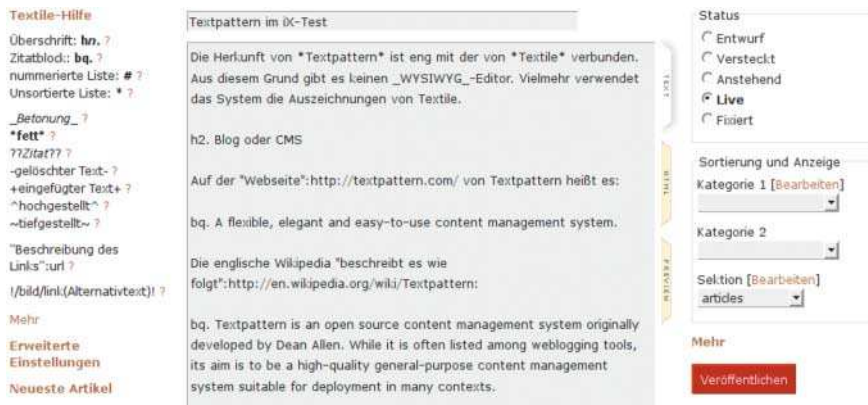 Textile-Hilfe
Überschrift: hn. ?
Zitatblock:: bq. ?
nummerierte Liste: # ?
Unsortierte Liste: * ?
_Betonung_ ?
*fett* ?
??Zitat?? ?
-gelöschter Text- ?
+eingefügter Text+ ?
^hochgestellt^ ?
~tiefgestellt~ ?
"Beschreibung des
Links":url ?
!/bild/link(Alternativtext)! ?
Mehr
Erweiterte
Einstellungen
Neueste Artikel
Textpattern im iX-Test
Die Herkunft von *Textpattern* ist eng mit der von *Textile* verbunden.
Aus diesem Grund gibt es keinen _WYSIWYG_-Editor. Vielmehr verwendet
das System die Auszeichnungen von Textile.
h2. Blog oder CMS
Auf der "Webseite":http://textpattern.com/ von Textpattern heißt es:
bq. A flexible, elegant and easy-to-use content management system.
Die englische Wikipedia "beschreibt es wie
folgt":http://en.wikipedia.org/wiki/Textpattern:
bq. Textpattern is an open source content management system originally
developed by Dean Allen. While it is often listed among weblogging tools,
its aim is to be a high-quality general-purpose content management
system suitable for deployment in many contexts.
TEXT
HTML
PREVIEW
Status
Entwurf
Versteckt
Anstehend
Live
Fixiert
Sortierung und Anzeige
Kategorie 1 [Bearbeiten]
Kategorie 2
Sektion [Bearbeiten]
articles
Mehr
Veröffentlichen